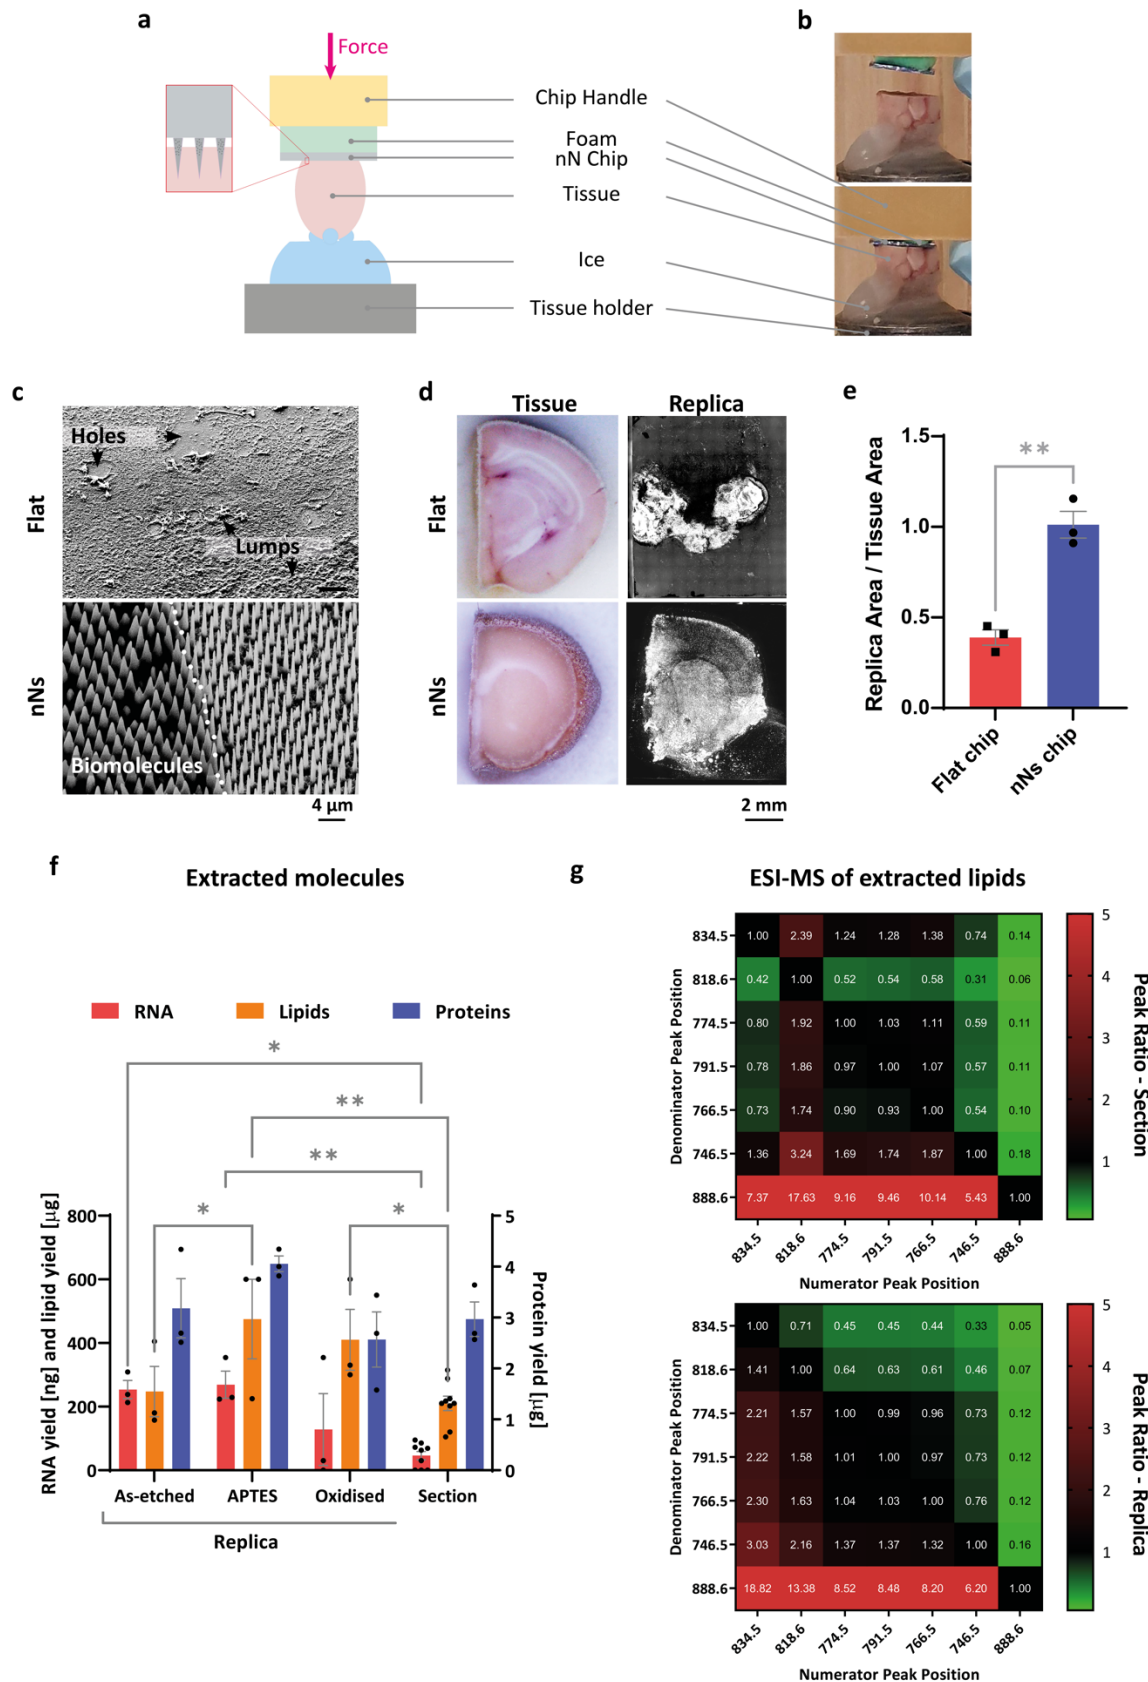 a
Force
Chip Handle
Foam
nN Chip
Tissue
Ice
Tissue holder
b
c
Flat
Holes
Lumps
nNs
Biomolecules
4 µm
d
Tissue
Replica
Flat
nNs
2 mm
e
Replica Area / Tissue Area
1.5
1.0
0.5
0.0
**
Flat chip
nNs chip
f
Extracted molecules
RNA
Lipids
Proteins
*
**
**
*
*
RNA yield [ng] and lipid yield [µg]
800
600
400
200
0
Protein yield [µg]
5
4
3
2
1
0
As-etched
APTES
Oxidised
Section
Replica
g
ESI-MS of extracted lipids
Denominator Peak Position
834.5 1.00 2.39 1.24 1.28 1.38 0.74 0.14
818.6 0.42 1.00 0.52 0.54 0.58 0.31 0.06
774.5 0.80 1.92 1.00 1.03 1.11 0.59 0.11
791.5 0.78 1.86 0.97 1.00 1.07 0.57 0.11
766.5 0.73 1.74 0.90 0.93 1.00 0.54 0.10
746.5 1.36 3.24 1.69 1.74 1.87 1.00 0.18
888.6 7.37 17.63 9.16 9.46 10.14 5.43 1.00
834.5 818.6 774.5 791.5 766.5 746.5 888.6
Numerator Peak Position
5
4
3
2
1
Peak Ratio - Section
Denominator Peak Position
834.5 1.00 0.71 0.45 0.45 0.44 0.33 0.05
818.6 1.41 1.00 0.64 0.63 0.61 0.46 0.07
774.5 2.21 1.57 1.00 0.99 0.96 0.73 0.12
791.5 2.22 1.58 1.01 1.00 0.97 0.73 0.12
766.5 2.30 1.63 1.04 1.03 1.00 0.76 0.12
746.5 3.03 2.16 1.37 1.37 1.32 1.00 0.16
888.6 18.82 13.38 8.52 8.48 8.20 6.20 1.00
834.5 818.6 774.5 791.5 766.5 746.5 888.6
Numerator Peak Position
5
4
3
2
1
Peak Ratio - Replica